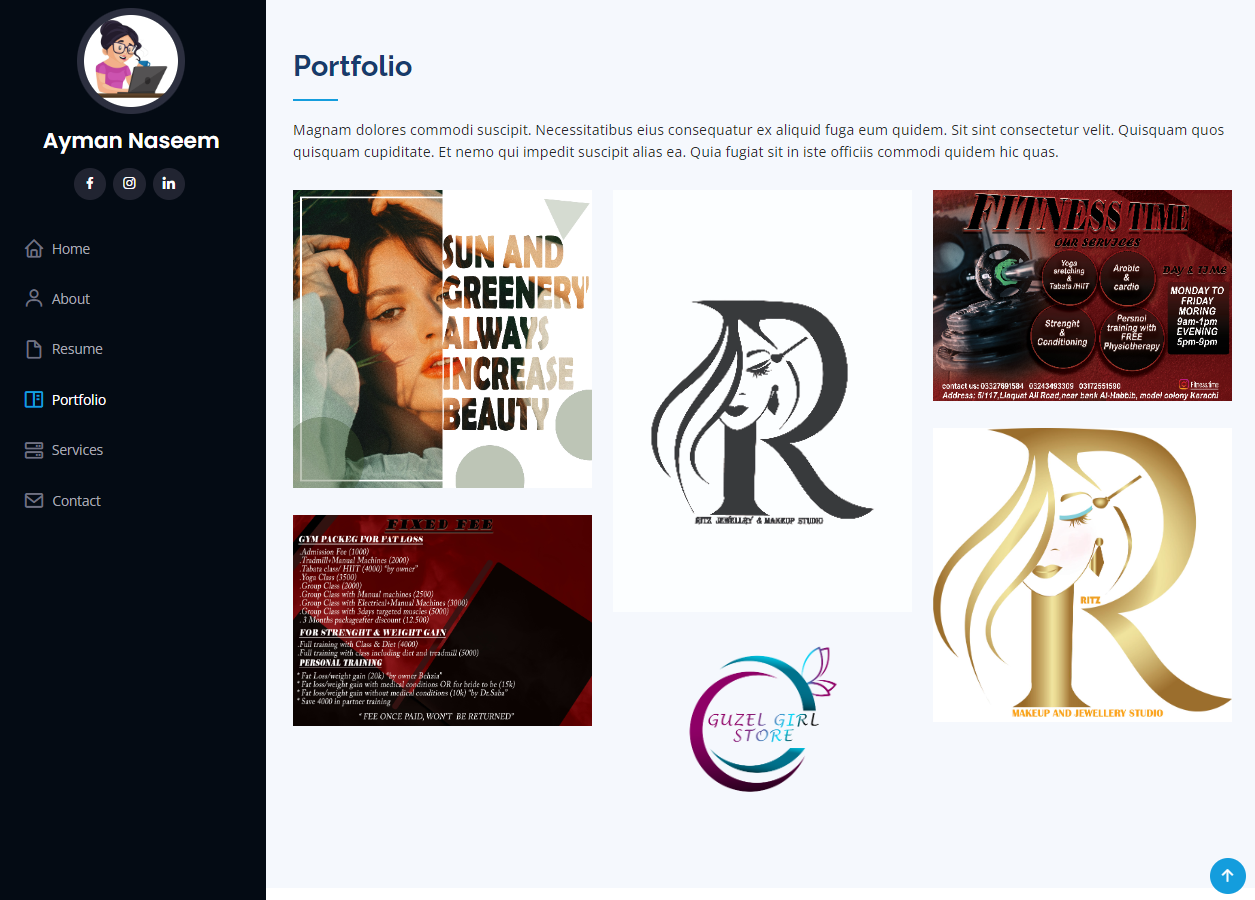 Ayman Naseem
Home
About
Resume
Portfolio
Services
Contact
Portfolio
Magnam dolores commodi suscipit. Necessitatibus eius consequatur ex aliquid fuga eum quidem. Sit sint consectetur velit. Quisquam quos
quisquam cupiditate. Et nemo qui impedit suscipit alias ea. Quia fugiat sit in iste officiis commodi quidem hic quas.
SUN AND
GREENERY
ALWAYS
INCREASE
BEAUTY
FIXED FEE
GYM PACKEG FOR FAT LOSS
.Admission Fee (1000)
.Tradmill+Manual Machines (2000)
.Tabata class/ HIIT (4000) "by owner"
.Yoga Class (3500)
.Group Class (2000)
.Group Class with Manual machines (2500)
.Group Class with Electrical+Manual Machines (3000)
.Group Class with 3days targeted muscles (5000)
.3 Months packageafter discount (12.500)
FOR STRENGHT & WEIGHT GAIN
.Full training with Class & Diet (4000)
.Full training with class including diet and treadmill (5000)
PERSONAL TRAINING
* Fat Loss/weight gain (20k) "by owner Behzia"
* Fat loss/weight gain with medical conditions OR for bride to be (15k)
* Fat loss/weight gain without medical conditions (10k) "by Dr.Saba"
* Save 4000 in partner training
* FEE ONCE PAID, WON'T BE RETURNED"
RITZ JEWELLRY & MAKEUP STUDIO
GUZEL GIRL
STORE
FITNESS TIME
OUR SERVICES
Yoga
sretching
&
Tabata /HIIT
Arobic
&
cardio
Strenght
&
Conditioning
Persnol
training with
FREE
Physiotherapy
DAY & TIME
MONDAY TO
FRIDAY
MORING
9am-1pm
EVENING
5pm-9pm
contact us: 03327691584 03243493309 03172551590
Fitness.time
Address: 6/117,Liaquat Ali Road,near bank Al-Habbib, model colony Karachi
RITZ
MAKEUP AND JEWELLERY STUDIO